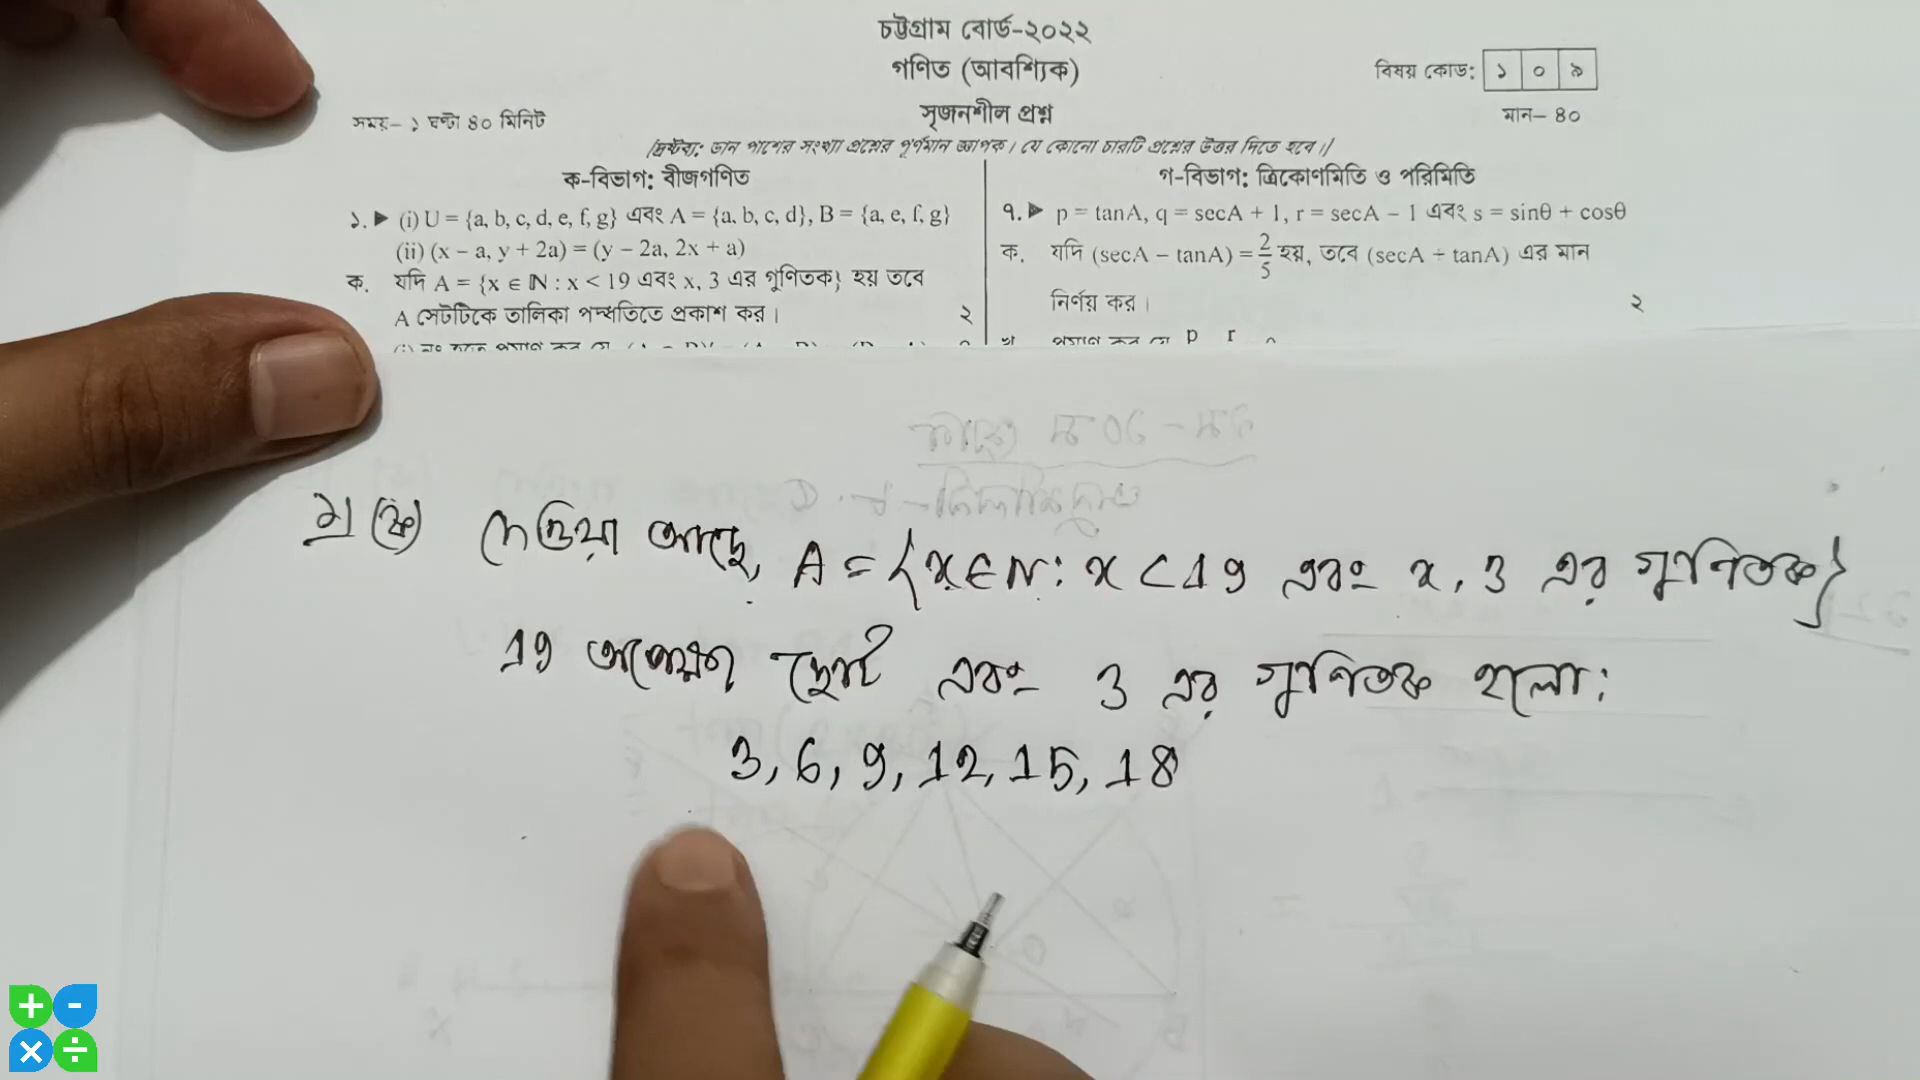 চট্টগ্রাম বোর্ড-২০২২
গণিত (আবশ্যিক)
বিষয় কোড: ১ ০ ৯
সৃজনশীল প্রশ্ন
সময়- ১ ঘণ্টা ৪০ মিনিট
মান- ৪০
[দ্রষ্টব্য: ডান পাশের সংখ্যা প্রশ্নের পূর্ণমান জ্ঞাপক। যে কোনো চারটি প্রশ্নের উত্তর দিতে হবে।]
ক-বিভাগ: বীজগণিত
১. ▶ (i) U = {a, b, c, d, e, f, g} এবং A = {a, b, c, d}, B = {a, e, f, g}
(ii) (x – a, y + 2a) = (y – 2a, 2x + a)
ক. যদি A = {x ∈ ℕ : x < 19 এবং x, 3 এর গুণিতক} হয় তবে
A সেটটিকে তালিকা পদ্ধতিতে প্রকাশ কর। ২
গ-বিভাগ: ত্রিকোণমিতি ও পরিমিতি
৭. ▶ p = tanA, q = secA + 1, r = secA – 1 এবং s = sinθ + cosθ
ক. যদি (secA – tanA) = 2/5 হয়, তবে (secA + tanA) এর মান
নির্ণয় কর। ২
১। (ক) দেওয়া আছে, A = {x ∈ N : x < 19 এবং x, 3 এর গুণিতক}
19 অপেক্ষা ছোট এবং 3 এর গুণিতক হলো:
3, 6, 9, 12, 15, 18